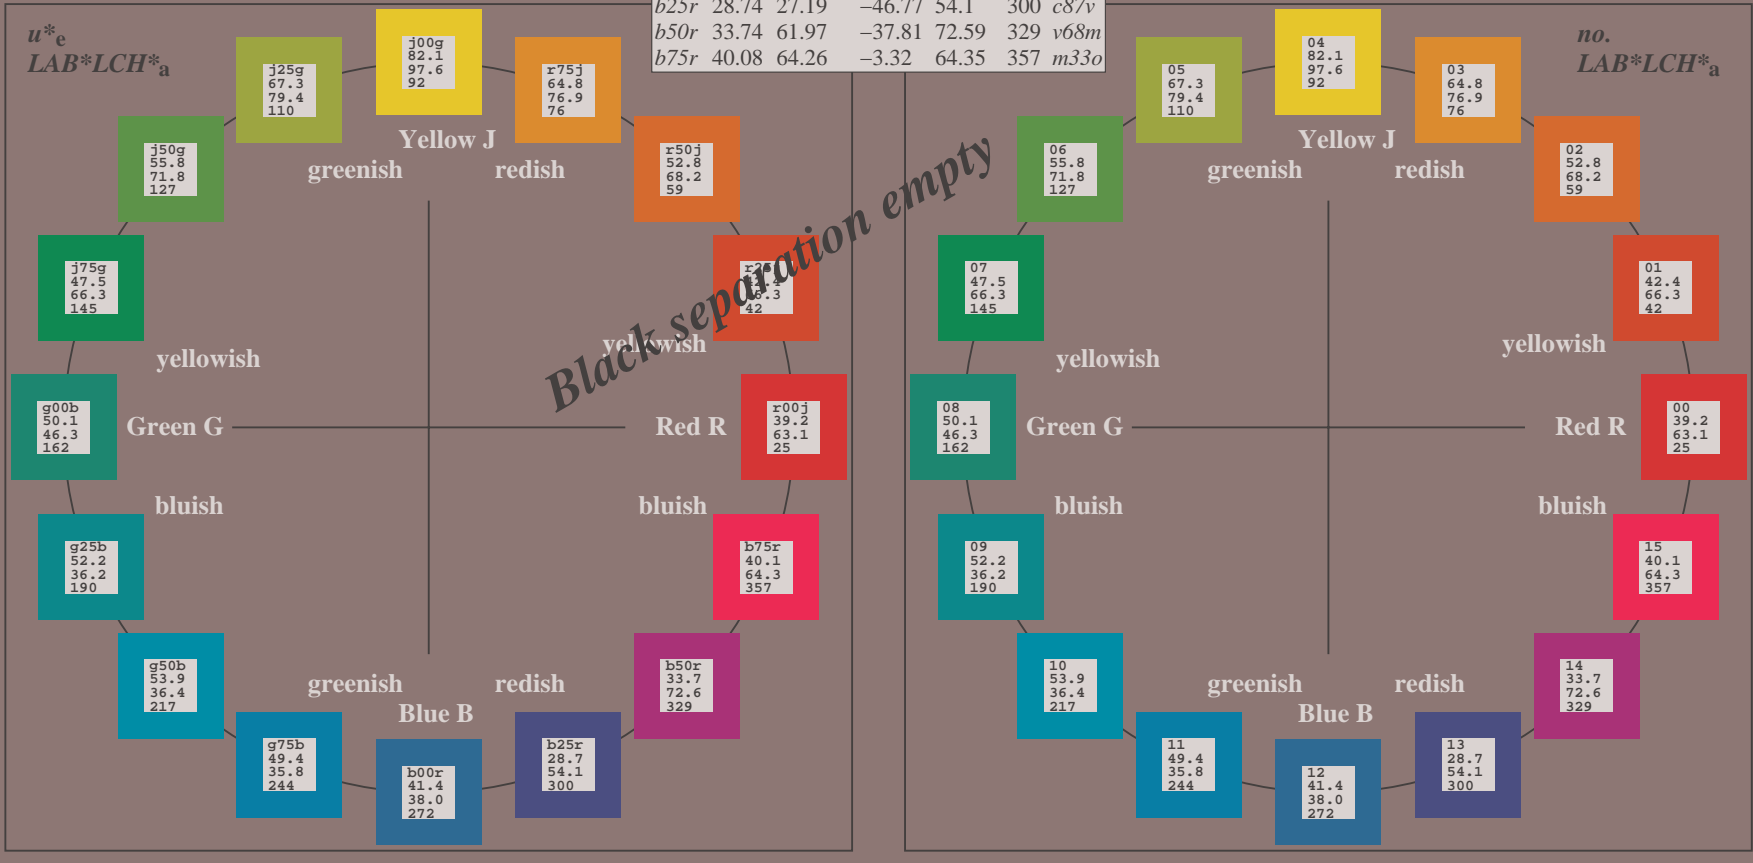 b25r 28.74 27.19 −46.77 54.1 300 c87v
b50r 33.74 61.97 −37.81 72.59 329 v68m
b75r 40.08 64.26 −3.32 64.35 357 m33o
u*e
LAB*LCH*a
j00g
82.1
97.6
92
j25g
67.3
79.4
110
r75j
64.8
76.9
76
Yellow J
greenish redish
j50g
55.8
71.8
127
r50j
52.8
68.2
59
j75g
47.5
66.3
145
42
yellowish
yellowish
Black separation empty
g00b
50.1
46.3
162
Green G
Red R
r00j
39.2
63.1
25
bluish
bluish
g25b
52.2
36.2
190
b75r
40.1
64.3
357
g50b
53.9
36.4
217
b50r
33.7
72.6
329
greenish redish
Blue B
g75b
49.4
35.8
244
b00r
41.4
38.0
272
b25r
28.7
54.1
300
no.
LAB*LCH*a
04
82.1
97.6
92
05
67.3
79.4
110
03
64.8
76.9
76
Yellow J
greenish redish
06
55.8
71.8
127
02
52.8
68.2
59
07
47.5
66.3
145
01
42.4
66.3
42
yellowish
yellowish
08
50.1
46.3
162
Green G
Red R
00
39.2
63.1
25
bluish
bluish
09
52.2
36.2
190
15
40.1
64.3
357
10
53.9
36.4
217
14
33.7
72.6
329
greenish redish
Blue B
11
49.4
35.8
244
12
41.4
38.0
272
13
28.7
54.1
300